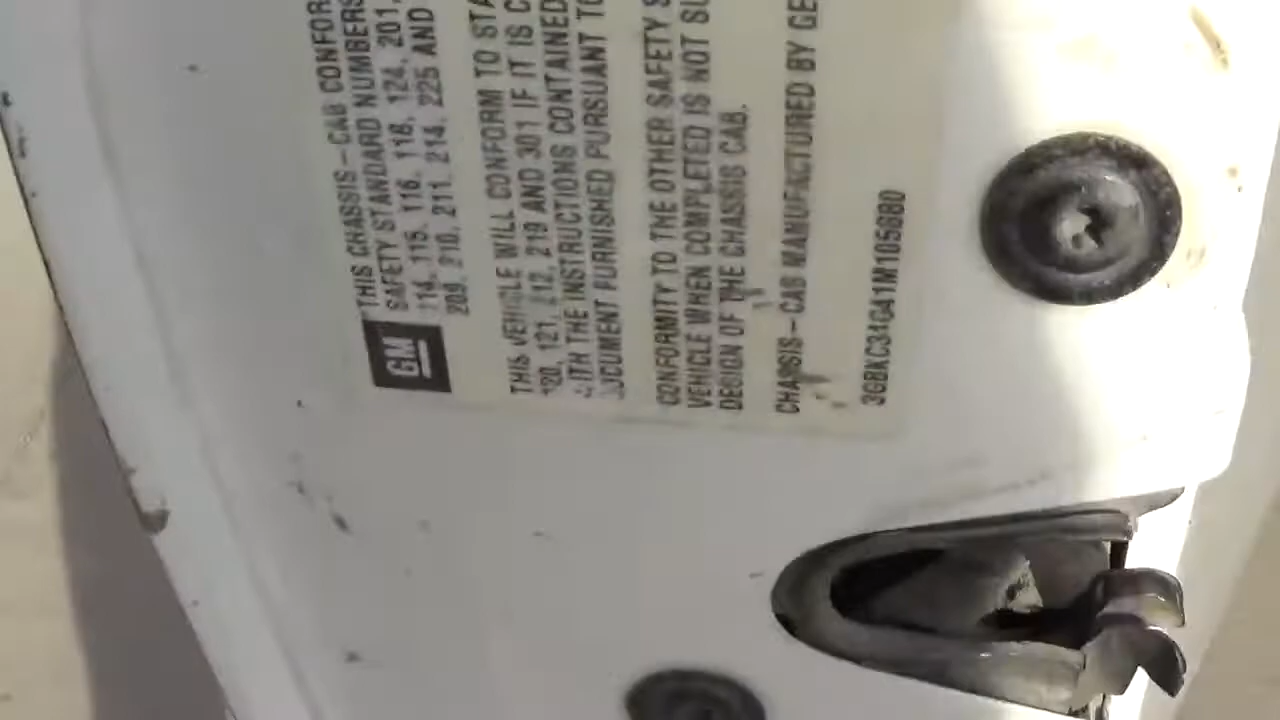 GM
THIS CHASSIS-CAB CONFOR
SAFETY STANDARD NUMBERS
114, 115, 116, 118, 124, 201,
209, 210, 211, 214, 225 AND
THIS VEHICLE WILL CONFORM TO STA
120, 121, 212, 219 AND 301 IF IT IS C
WITH THE INSTRUCTIONS CONTAINED
DOCUMENT FURNISHED PURSUANT TO
CONFORMITY TO THE OTHER SAFETY S
VEHICLE WHEN COMPLETED IS NOT SU
DESIGN OF THE CHASSIS CAB.
CHASSIS-CAB MANUFACTURED BY GE